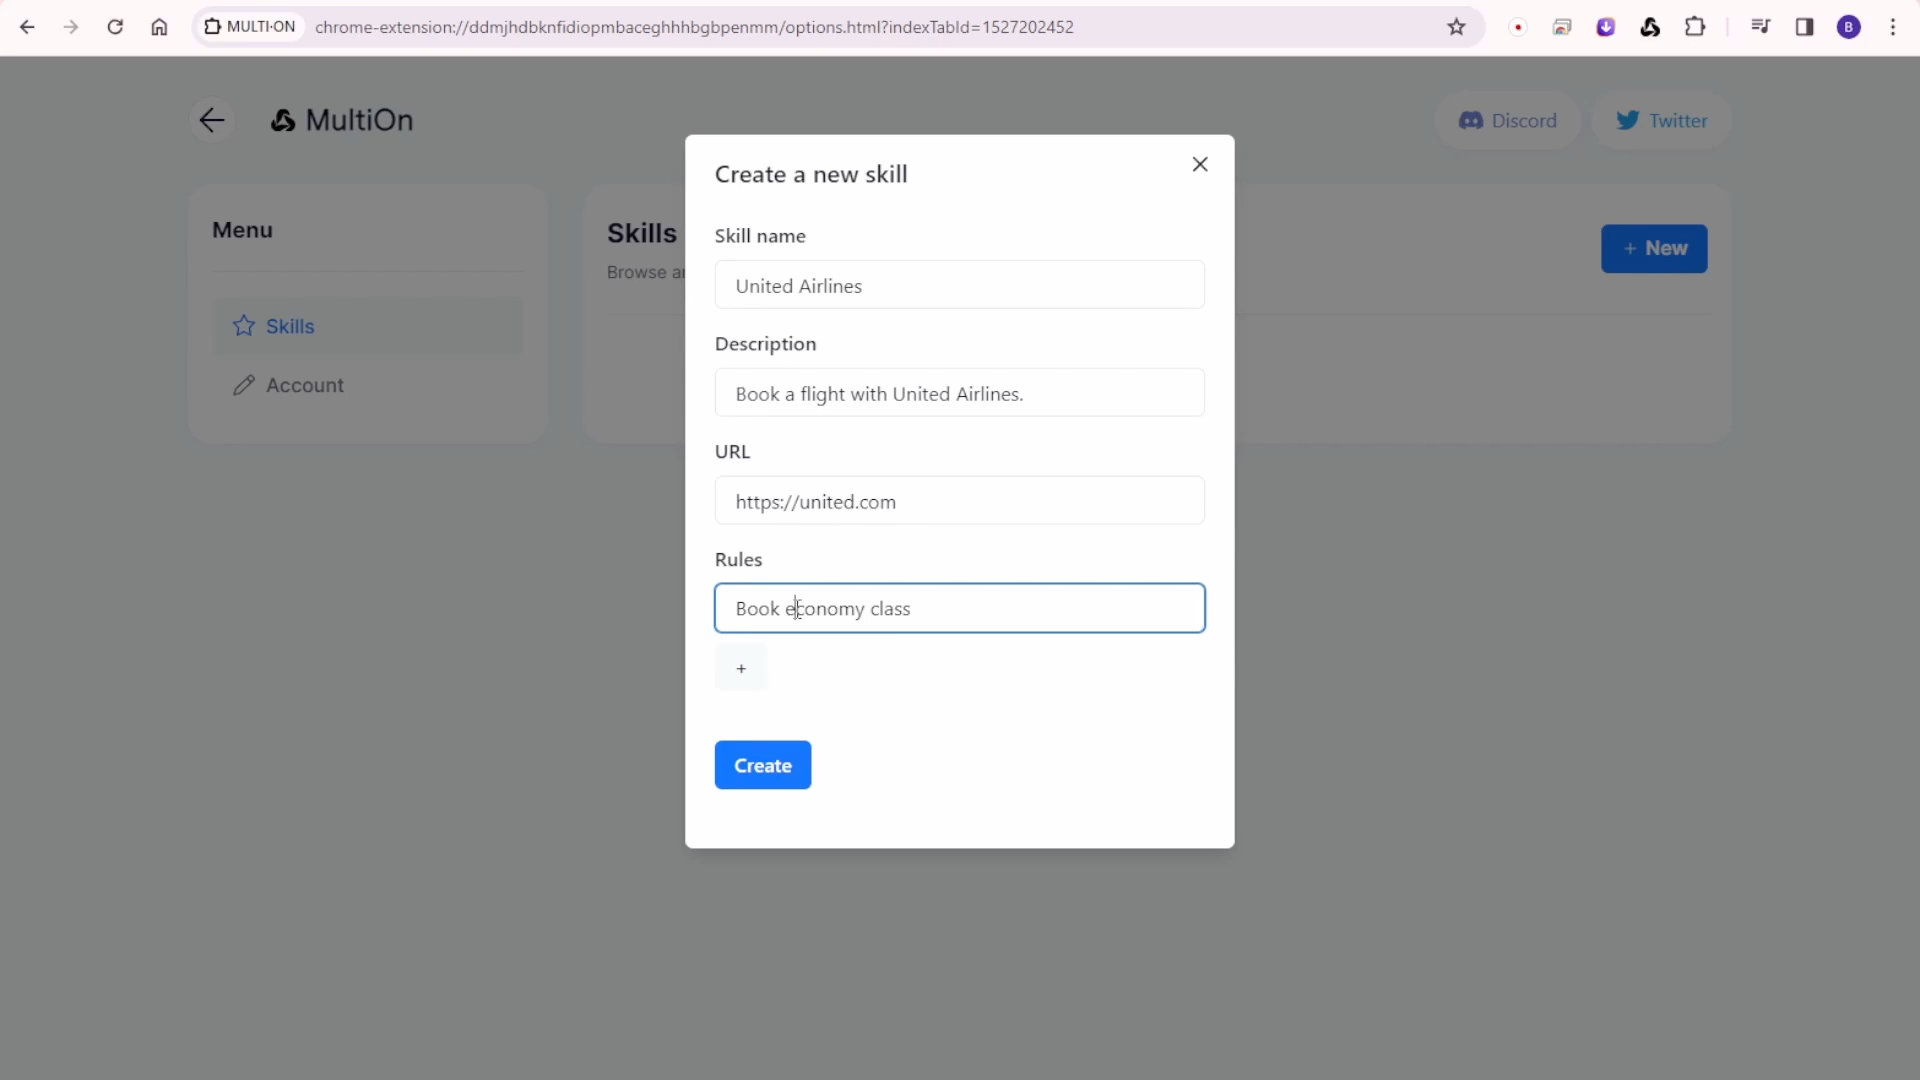 MULTI·ON
chrome-extension://ddmjhdbknfidiopmbaceghhhbgbpenmm/options.html?indexTabId=1527202452
B
MultiOn
Discord
Twitter
Menu
Skills
Account
Skills
Browse
+ New
Create a new skill
Skill name
United Airlines
Description
Book a flight with United Airlines.
URL
https://united.com
Rules
Book economy class
+
Create